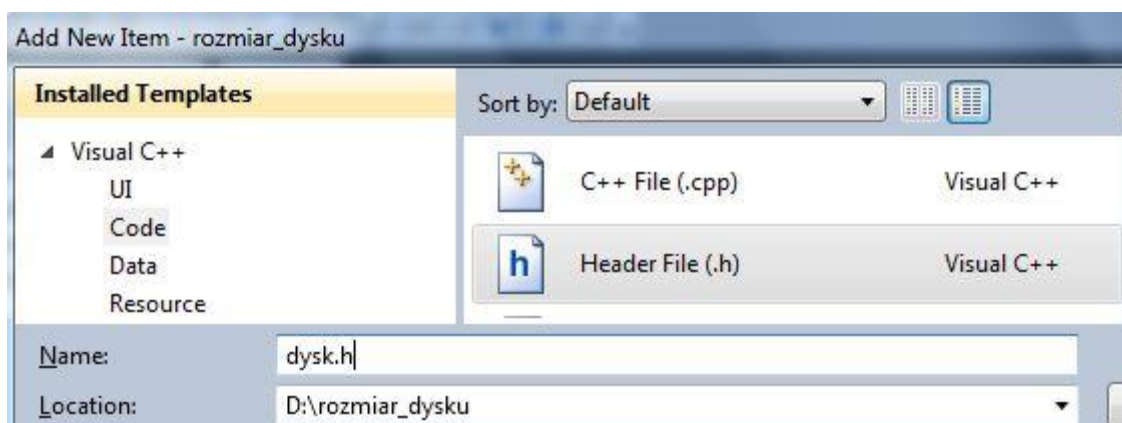 Add New Item - rozmiar_dysku
Installed Templates
Sort by: Default
Visual C++
UI
Code
Data
Resource
C++ File (.cpp) Visual C++
h Header File (.h) Visual C++
Name: dysk.h
Location: D:\rozmiar_dysku